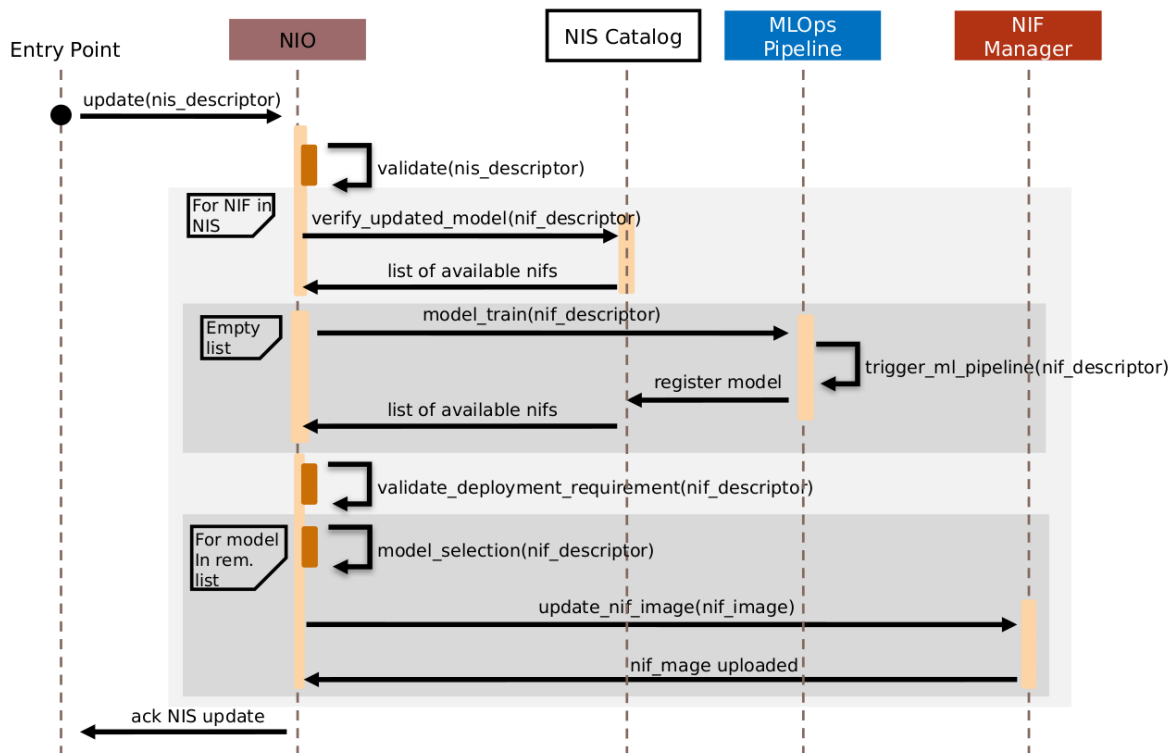 Entry Point
NIO
NIS Catalog
MLOps
Pipeline
NIF
Manager
update(nis_descriptor)
validate(nis_descriptor)
For NIF in
NIS
verify_updated_model(nif_descriptor)
list of available nifs
Empty
list
model_train(nif_descriptor)
trigger_ml_pipeline(nif_descriptor)
register model
list of available nifs
validate_deployment_requirement(nif_descriptor)
For model
In rem.
list
model_selection(nif_descriptor)
update_nif_image(nif_image)
nif_mage uploaded
ack NIS update